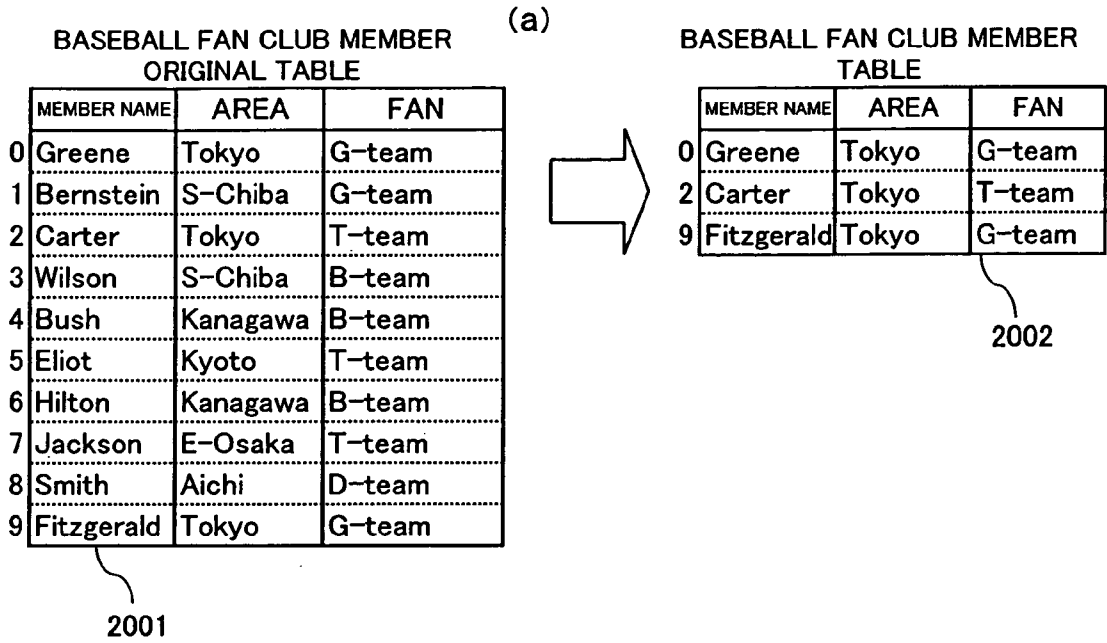 (a)
BASEBALL FAN CLUB MEMBER
ORIGINAL TABLE
MEMBER NAME AREA FAN
0 Greene Tokyo G-team
1 Bernstein S-Chiba G-team
2 Carter Tokyo T-team
3 Wilson S-Chiba B-team
4 Bush Kanagawa B-team
5 Eliot Kyoto T-team
6 Hilton Kanagawa B-team
7 Jackson E-Osaka T-team
8 Smith Aichi D-team
9 Fitzgerald Tokyo G-team
2001
BASEBALL FAN CLUB MEMBER
TABLE
MEMBER NAME AREA FAN
0 Greene Tokyo G-team
2 Carter Tokyo T-team
9 Fitzgerald Tokyo G-team
2002